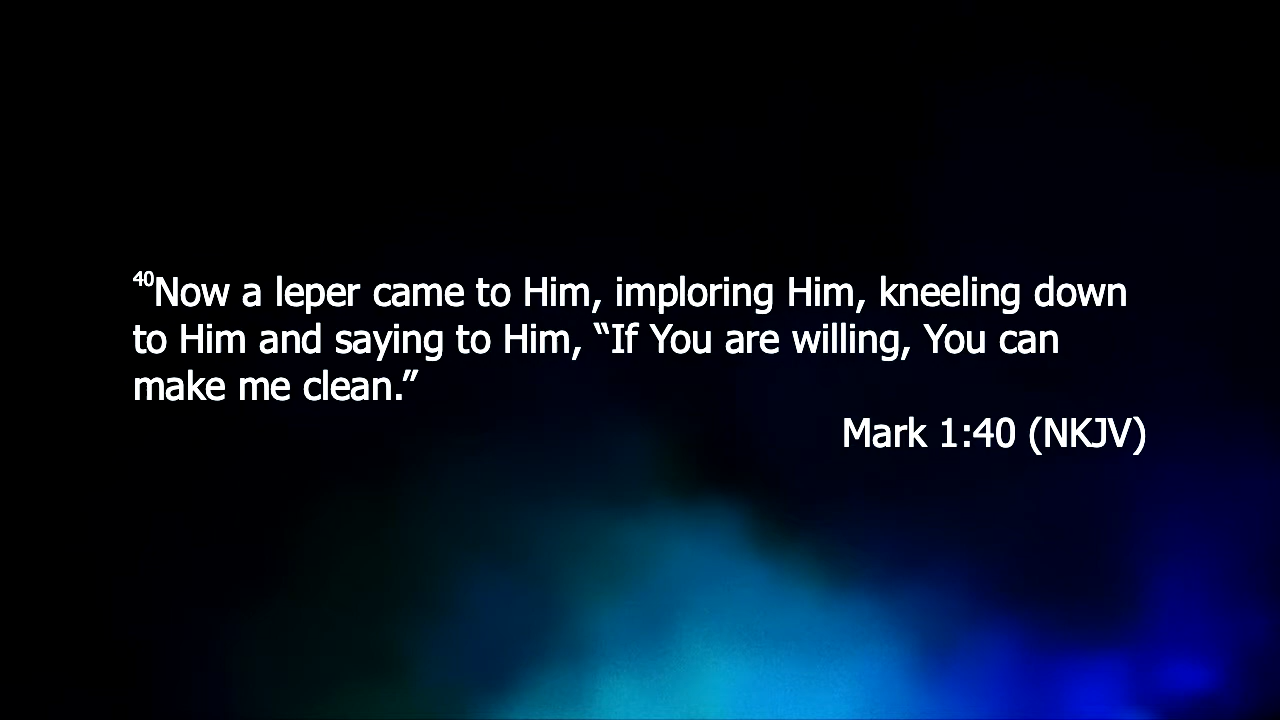 40Now a leper came to Him, imploring Him, kneeling down
to Him and saying to Him, “If You are willing, You can
make me clean.”
Mark 1:40 (NKJV)